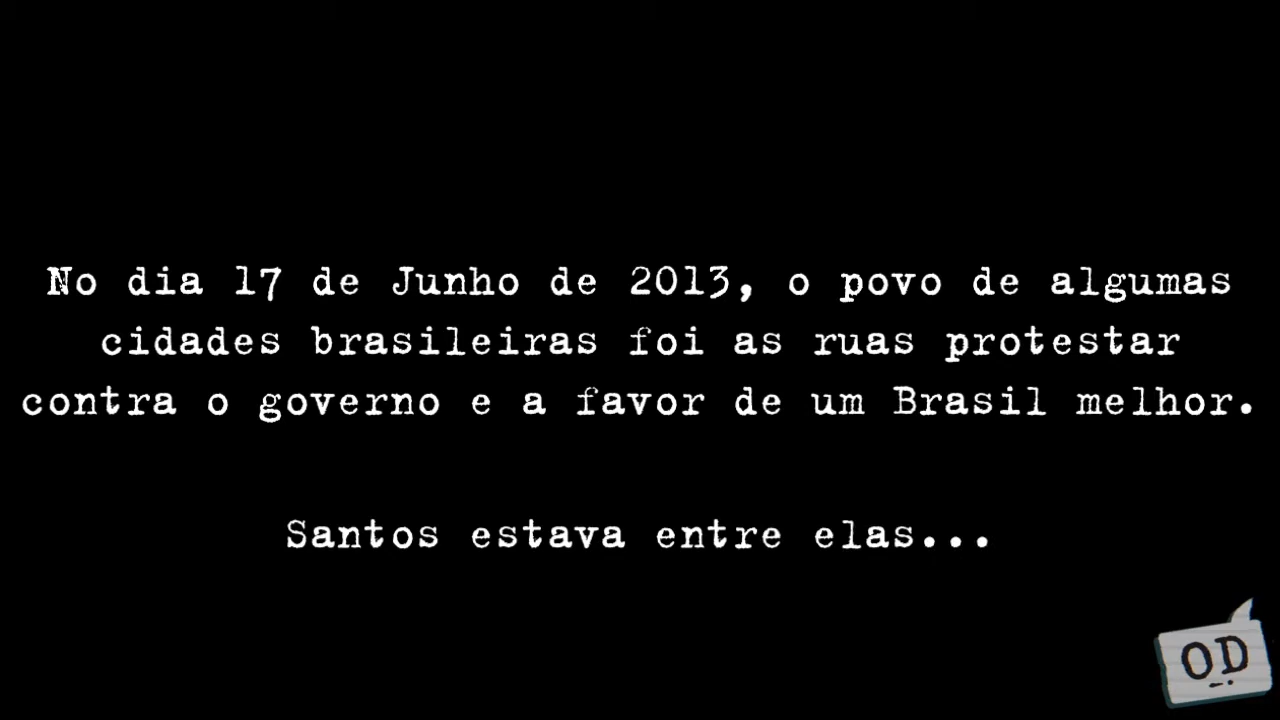 No dia 17 de Junho de 2013, o povo de algumas
cidades brasileiras foi as ruas protestar
contra o governo e a favor de um Brasil melhor.
Santos estava entre elas...
OD